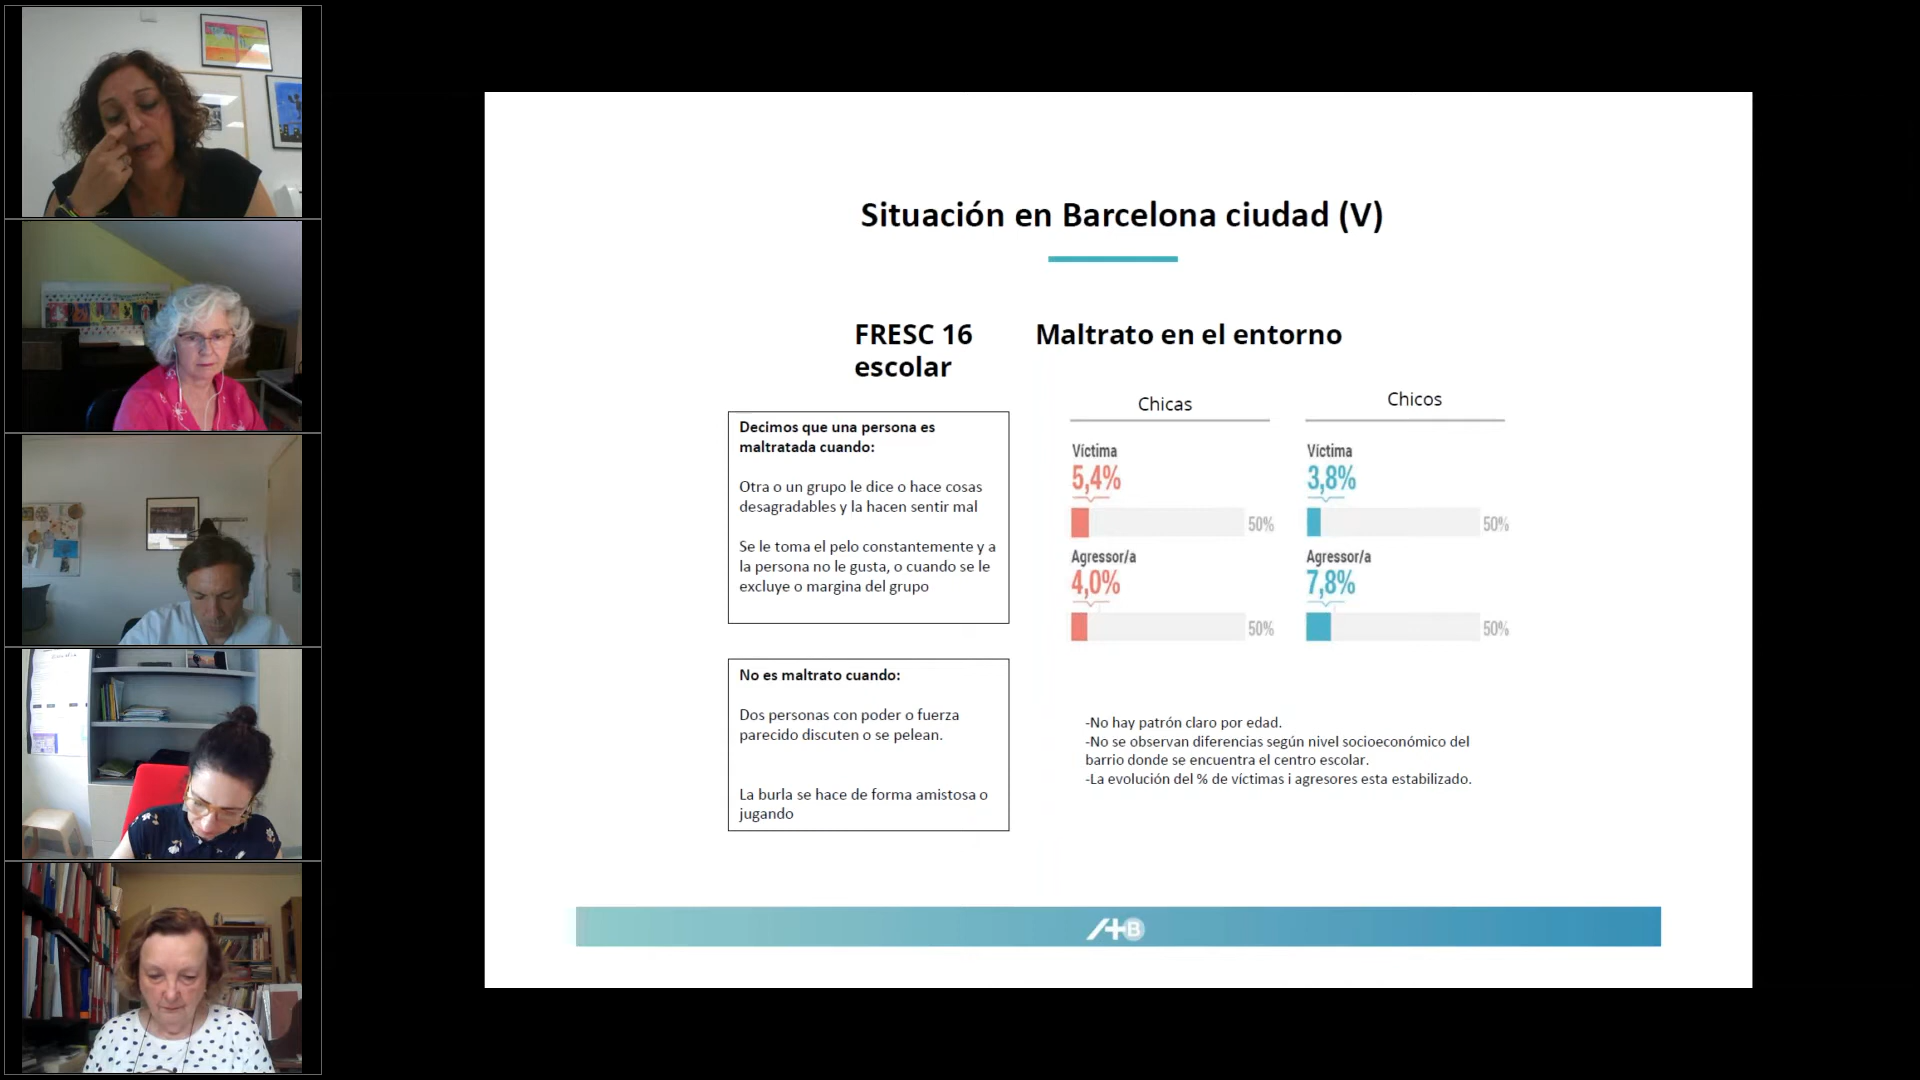 Situación en Barcelona ciudad (V)
FRESC 16 Maltrato en el entorno
escolar
Decimos que una persona es
maltratada cuando:
Otra o un grupo le dice o hace cosas
desagradables y la hacen sentir mal
Se le toma el pelo constantemente y a
la persona no le gusta, o cuando se le
excluye o margina del grupo
No es maltrato cuando:
Dos personas con poder o fuerza
parecido discuten o se pelean.
La burla se hace de forma amistosa o
jugando
Chicas
Víctima
5,4%
50%
Agressor/a
4,0%
50%
Chicos
Víctima
3,8%
50%
Agressor/a
7,8%
50%
-No hay patrón claro por edad.
-No se observan diferencias según nivel socioeconómico del
barrio donde se encuentra el centro escolar.
-La evolución del % de víctimas i agresores esta estabilizado.
B